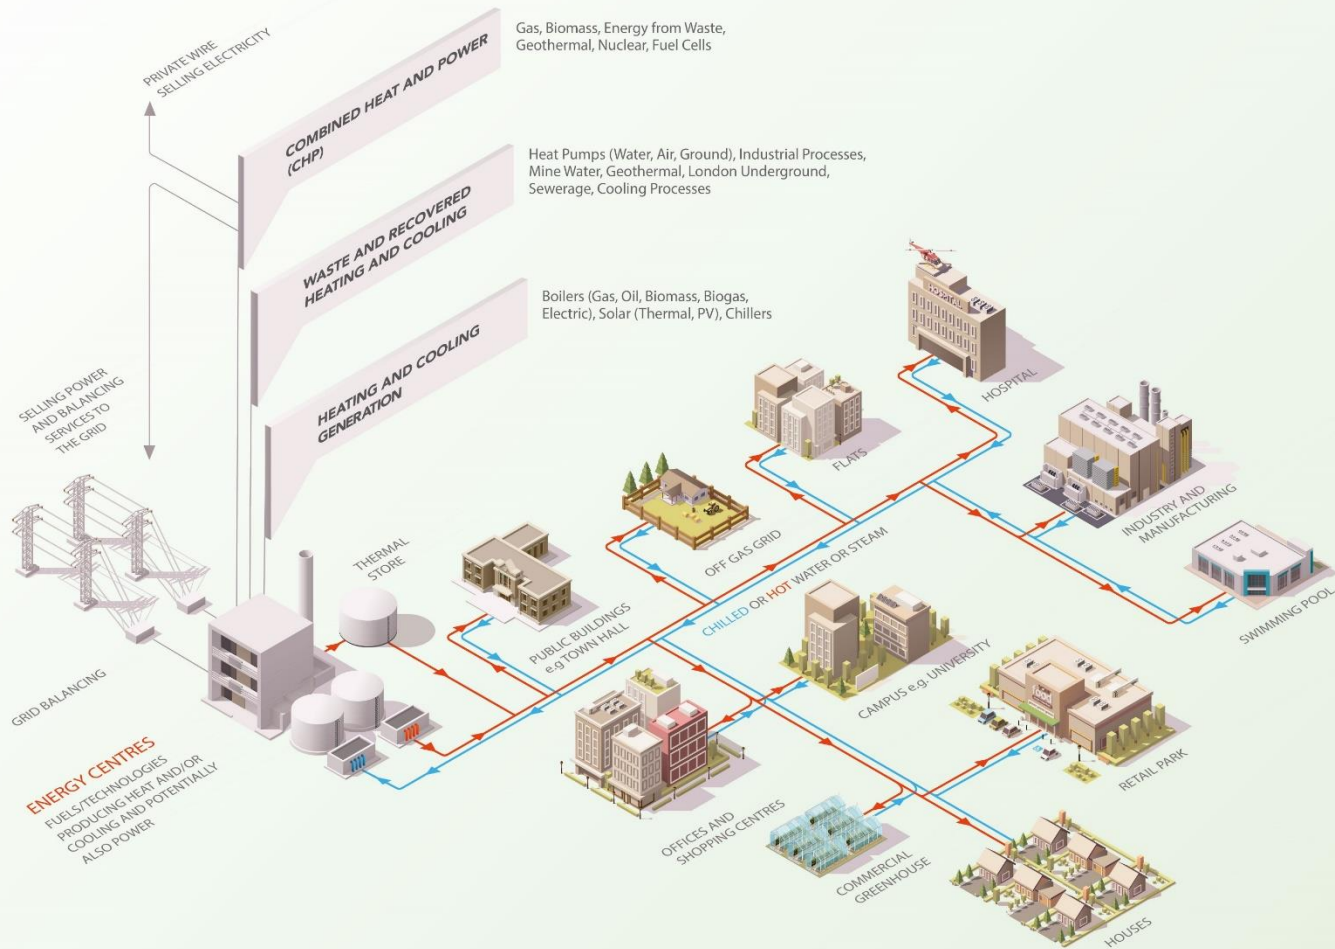 PRIVATE WIRE
SELLING ELECTRICITY
COMBINED HEAT AND POWER
(CHP)
Gas, Biomass, Energy from Waste,
Geothermal, Nuclear, Fuel Cells
WASTE AND RECOVERED
HEATING AND COOLING
Heat Pumps (Water, Air, Ground), Industrial Processes,
Mine Water, Geothermal, London Underground,
Sewerage, Cooling Processes
HEATING AND COOLING
GENERATION
Boilers (Gas, Oil, Biomass, Biogas,
Electric), Solar (Thermal, PV), Chillers
SELLING POWER
AND BALANCING
SERVICES TO
THE GRID
HOSPITAL
HOSPITAL
FLATS
INDUSTRY AND
MANUFACTURING
OFF GAS GRID
SWIMMING POOL
THERMAL
STORE
PUBLIC BUILDINGS
e.g TOWN HALL
CHILLED OR HOT WATER OR STEAM
CAMPUS e.g. UNIVERSITY
RETAIL PARK
GRID BALANCING
ENERGY CENTRES
FUELS/TECHNOLOGIES
PRODUCING HEAT AND/OR
COOLING AND POTENTIALLY
ALSO POWER
OFFICES AND
SHOPPING CENTRES
COMMERCIAL
GREENHOUSE
HOUSES